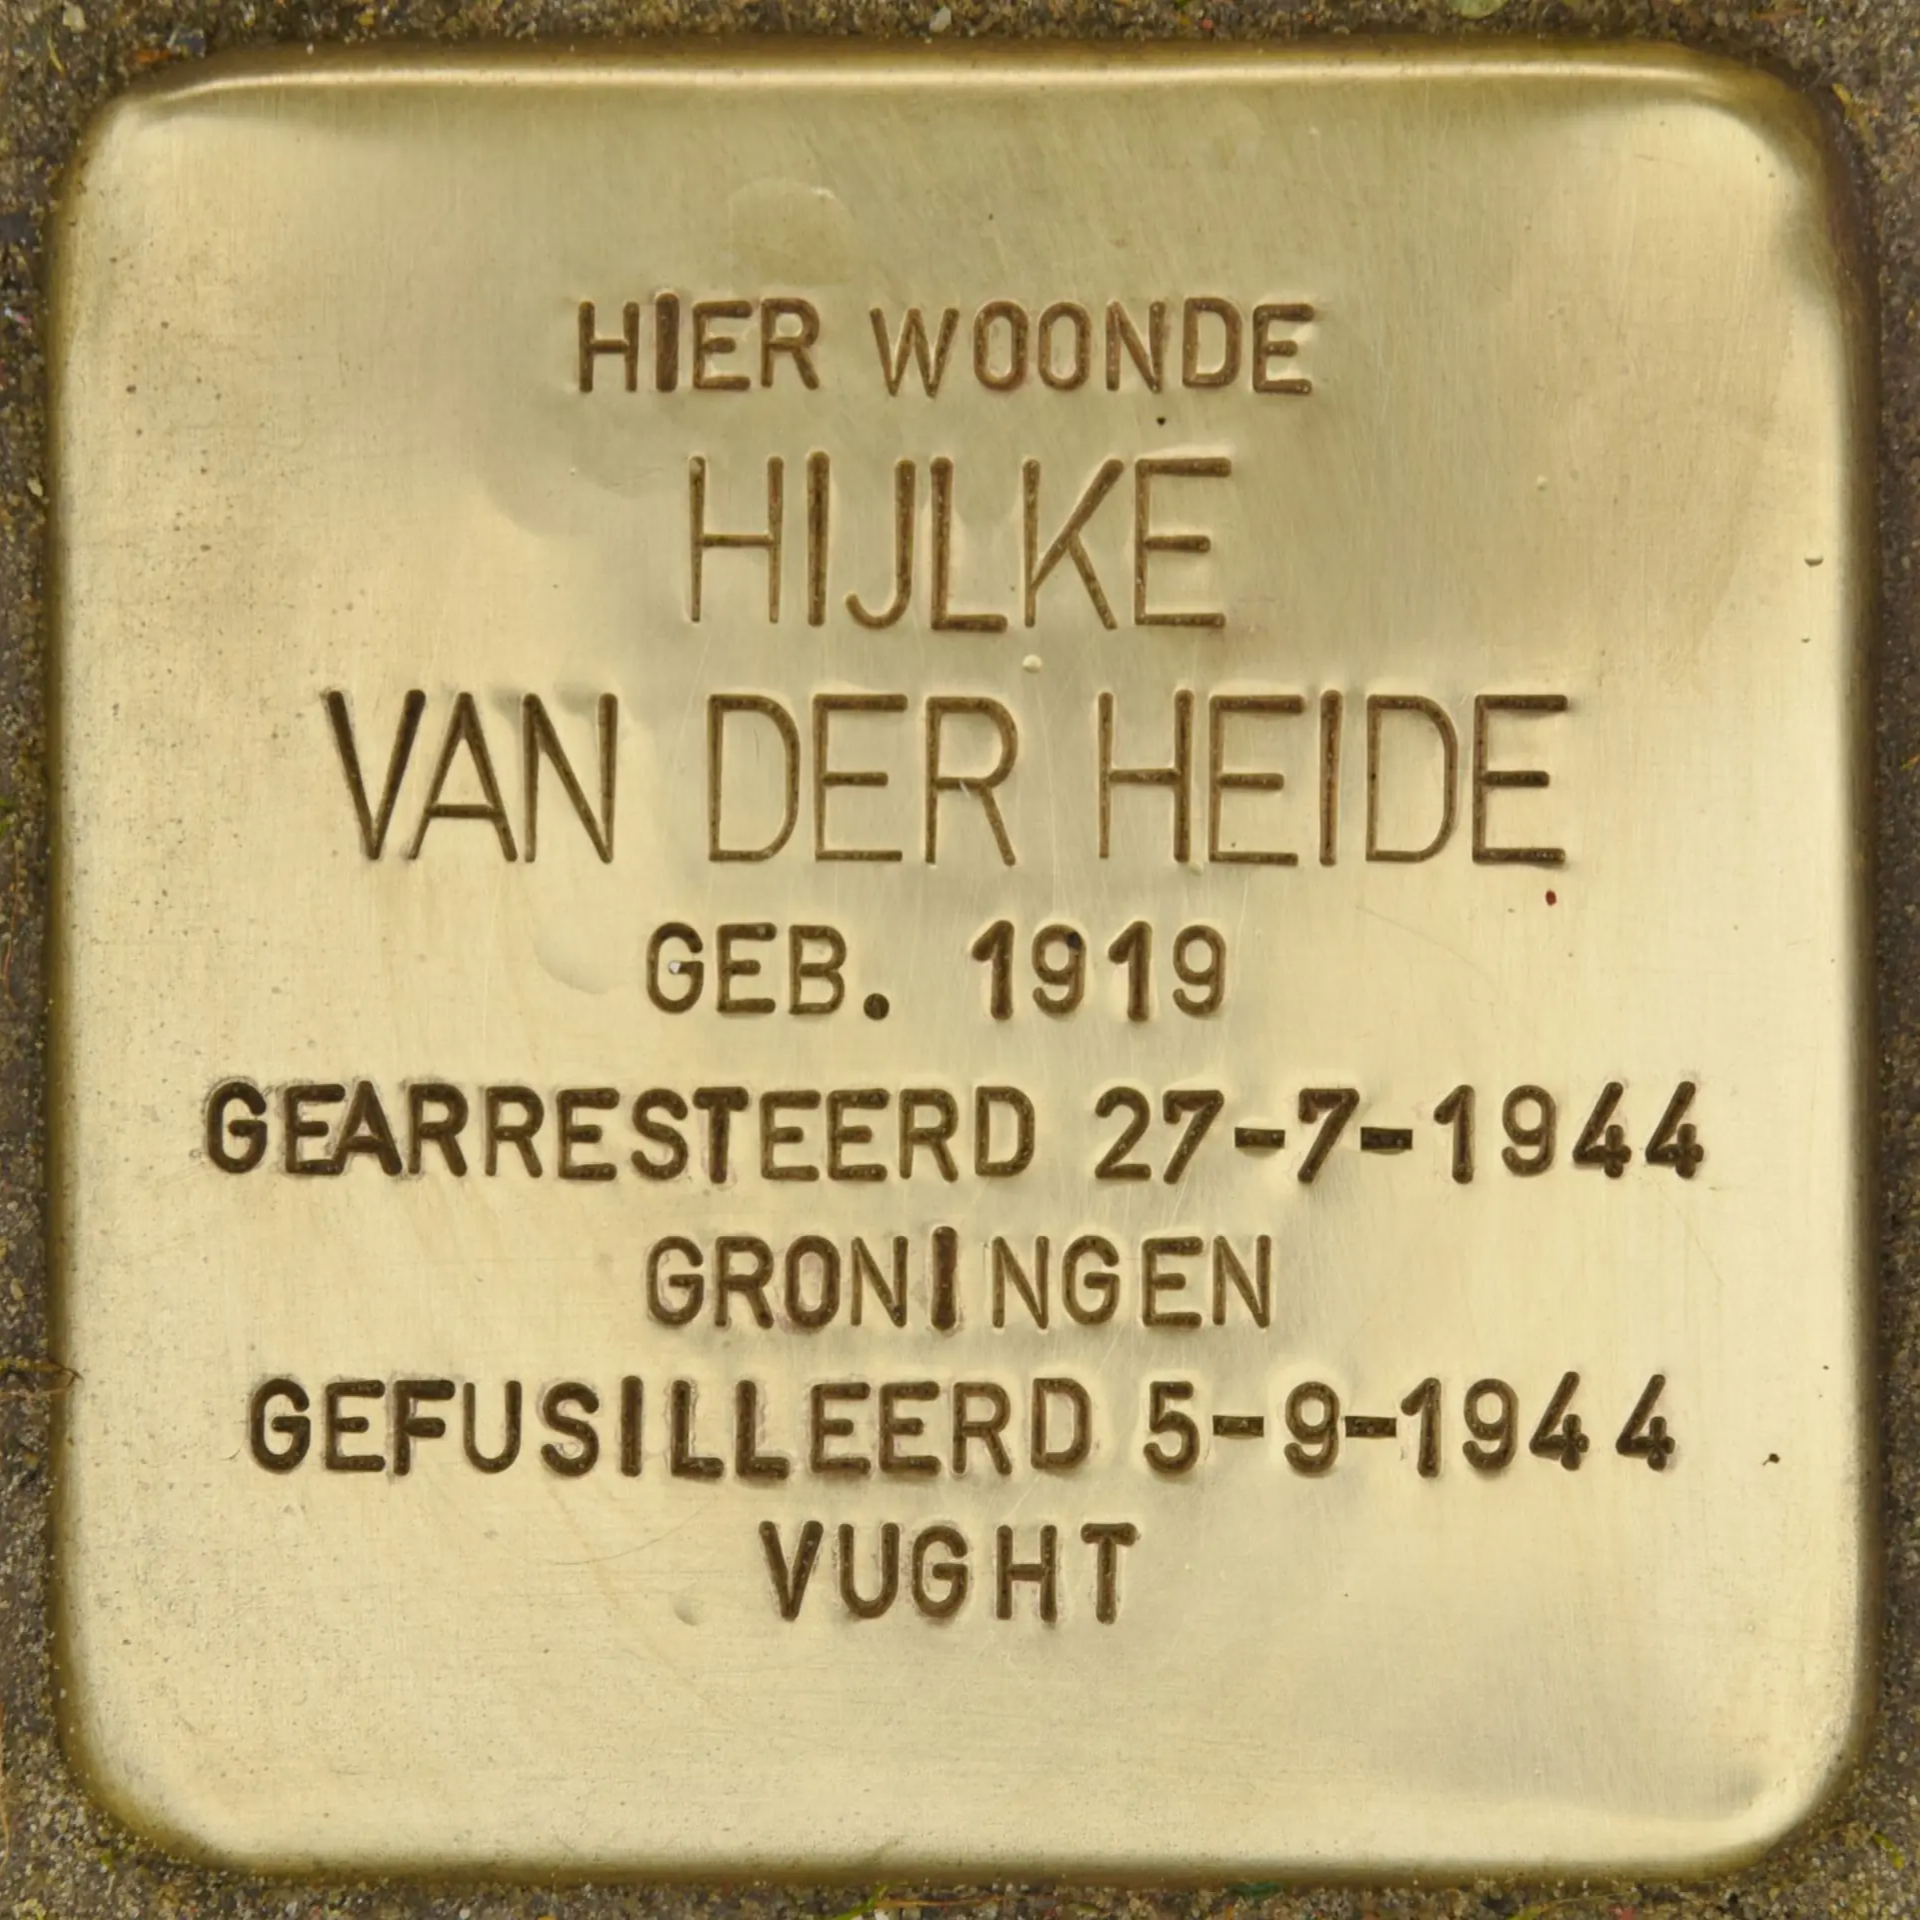 HIER WOONDE
HIJLKE
VAN DER HEIDE
GEB. 1919
GEARRESTEERD 27-7-1944
GRONINGEN
GEFUSILLEERD 5-9-1944
VUGHT